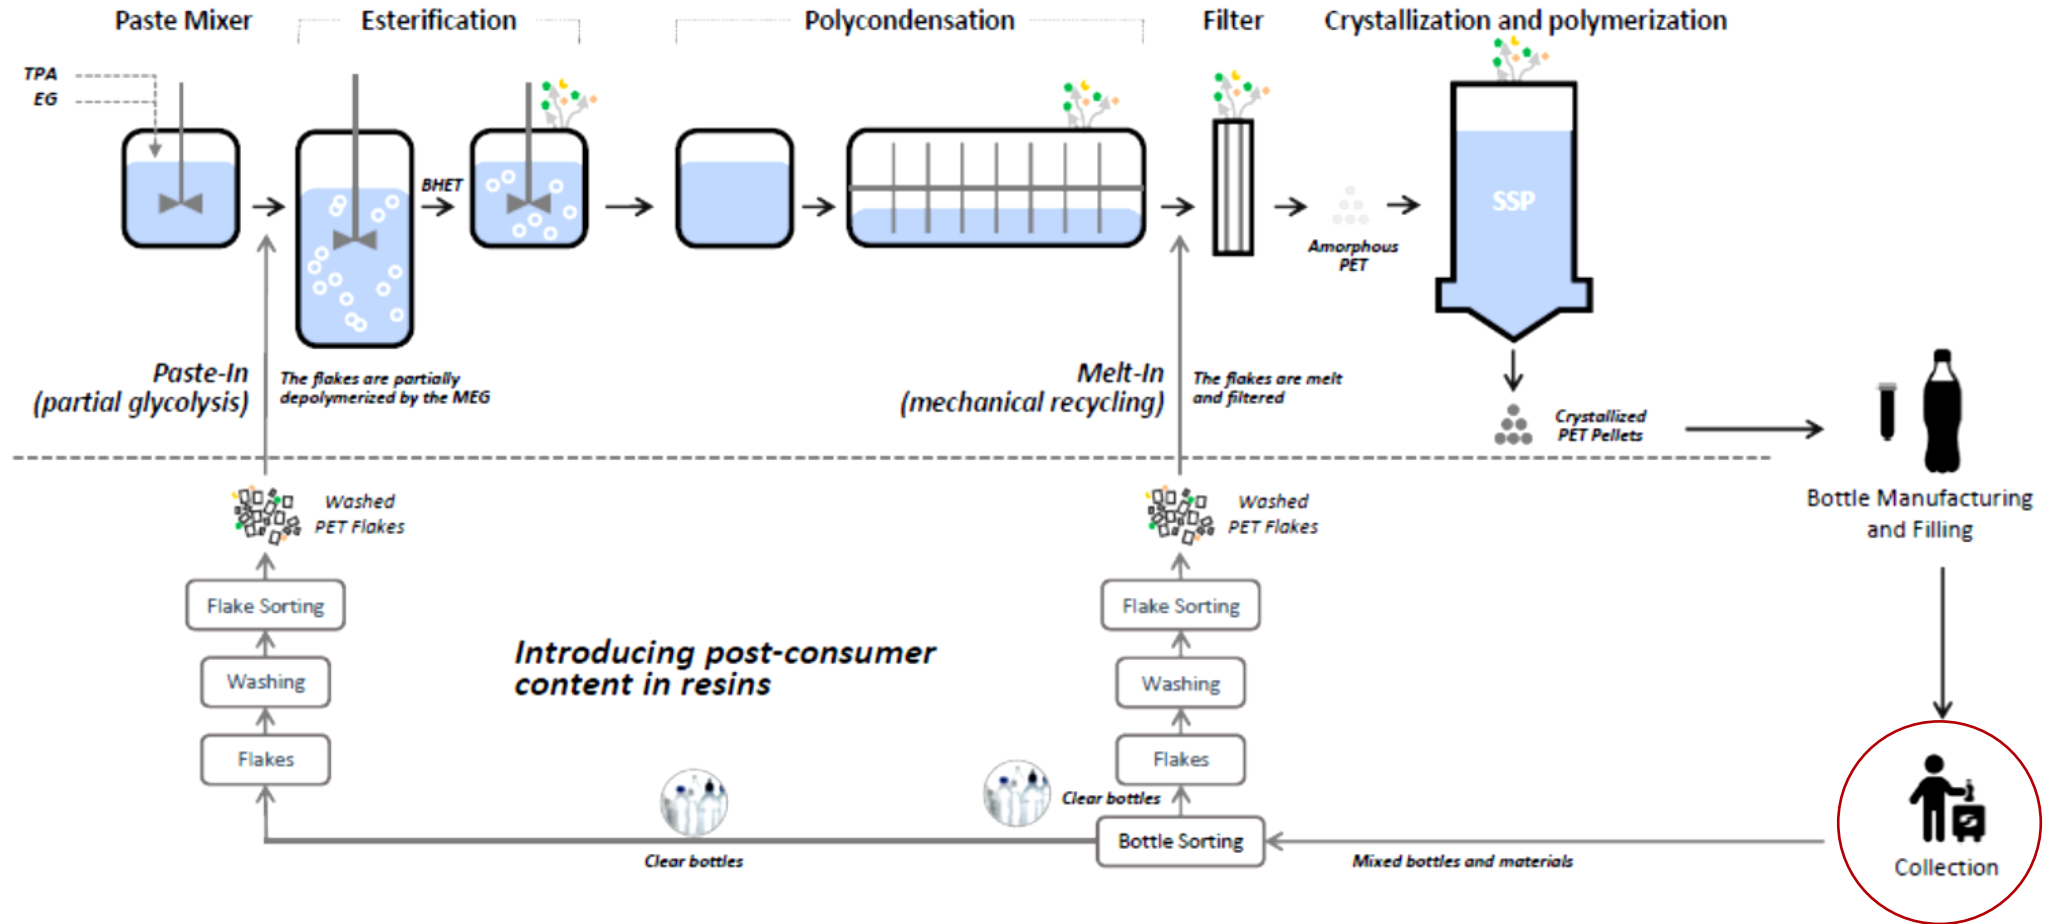 Paste Mixer
Esterification
Polycondensation
Filter
Crystallization and polymerization
TPA
EG
BHET
SSP
Amorphous
PET
Paste-In
(partial glycolysis)
The flakes are partially
depolymerized by the MEG
Melt-In
(mechanical recycling)
The flakes are melt
and filtered
Crystallized
PET Pellets
Bottle Manufacturing
and Filling
Washed
PET Flakes
Washed
PET Flakes
Flake Sorting
Flake Sorting
Introducing post-consumer
content in resins
Washing
Washing
Flakes
Flakes
Clear bottles
Bottle Sorting
Clear bottles
Mixed bottles and materials
Collection